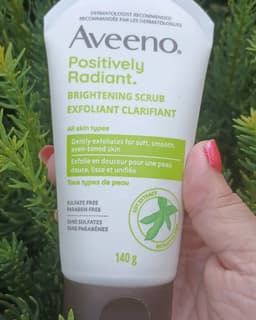 DERMATOLOGIST RECOMMENDED
RECOMMANDÉE PAR LES DERMATOLOGUES
Aveeno®
Positively
Radiant®
BRIGHTENING SCRUB
EXFOLIANT CLARIFIANT
All skin types
Gently exfoliates for soft, smooth,
even-toned skin
Exfolie en douceur pour une peau
douce, lisse et unifiée
Tous types de peau
SULFATE FREE
PARABEN FREE
SANS SULFATES
SANS PARABÈNES
SOY EXTRACT
140 g